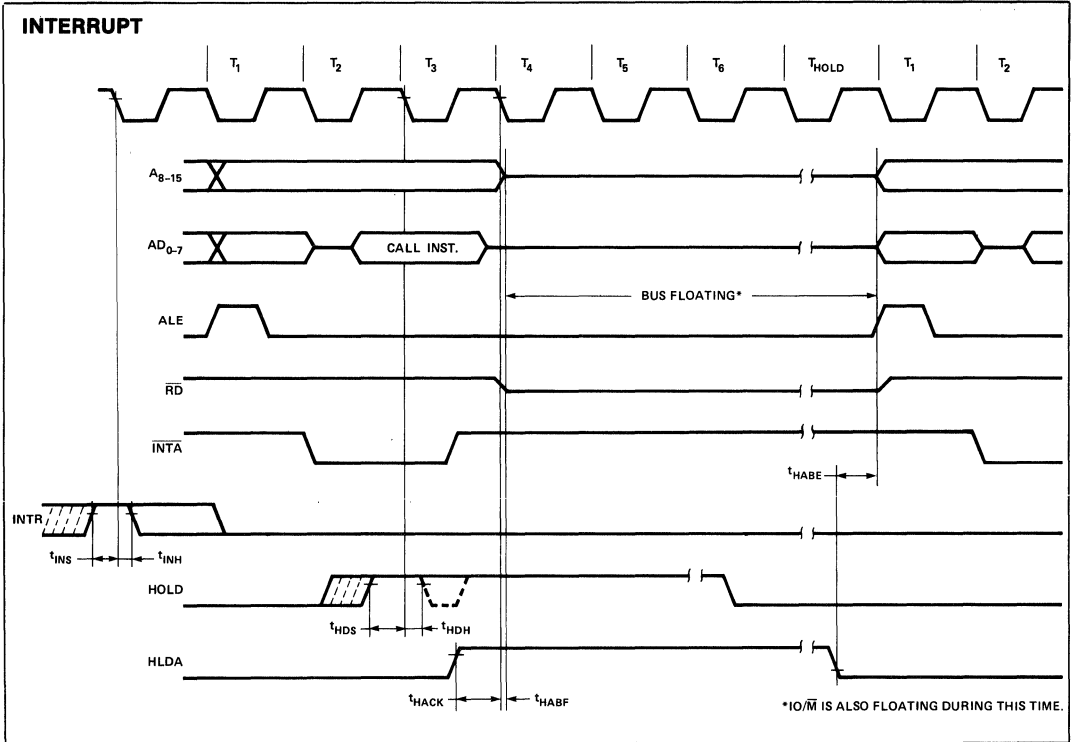 INTERRUPT
T1 T2 T3 T4 T5 T6 THOLD T1 T2
A8–15
AD0–7 CALL INST.
BUS FLOATING*
ALE
RD
INTA
tHABE
INTR
tINS tINH
HOLD
tHDS tHDH
HLDA
tHACK tHABF
*IO/M IS ALSO FLOATING DURING THIS TIME.